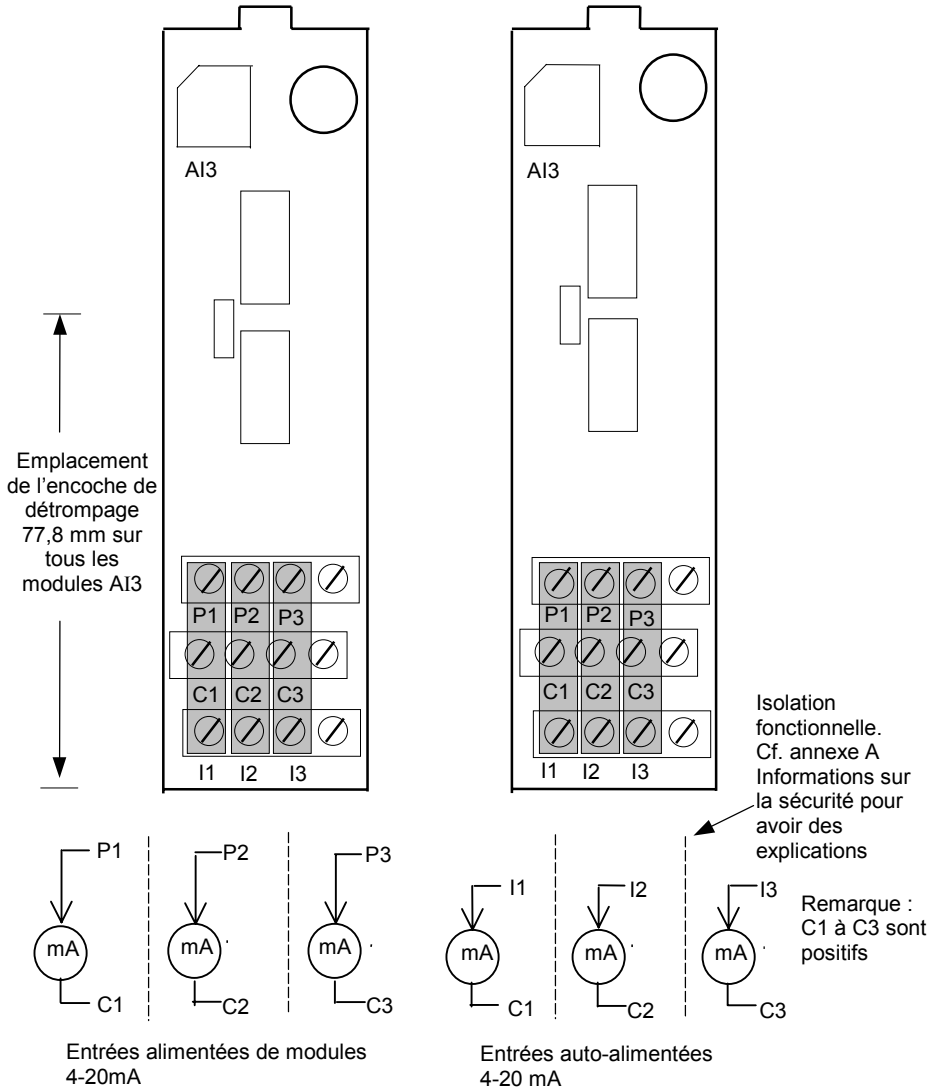 AI3
AI3
Emplacement
de l'encoche de
détrompage
77,8 mm sur
tous les
modules AI3
P1 P2 P3
C1 C2 C3
I1 I2 I3
P1 P2 P3
C1 C2 C3
I1 I2 I3
Isolation
fonctionnelle.
Cf. annexe A
Informations sur
la sécurité pour
avoir des
explications
P1
mA
C1
P2
mA
C2
P3
mA
C3
I1
mA
C1
I2
mA
C2
I3
mA
C3
Remarque :
C1 à C3 sont
positifs
Entrées alimentées de modules
4-20mA
Entrées auto-alimentées
4-20 mA